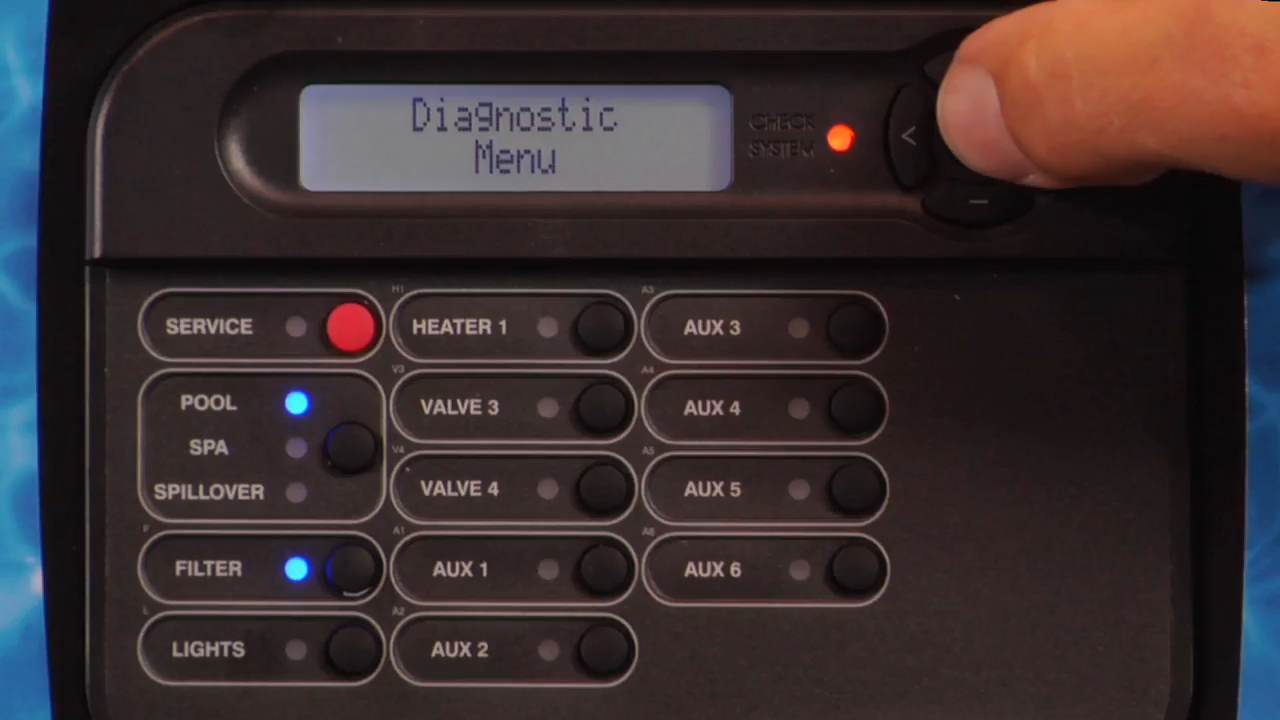 Diagnostic
Menu
CHECK
SYSTEM
<
−
SERVICE
POOL
SPA
SPILLOVER
F
FILTER
L
LIGHTS
H1
HEATER 1
V3
VALVE 3
V4
VALVE 4
A1
AUX 1
A2
AUX 2
A3
AUX 3
A4
AUX 4
A5
AUX 5
A6
AUX 6